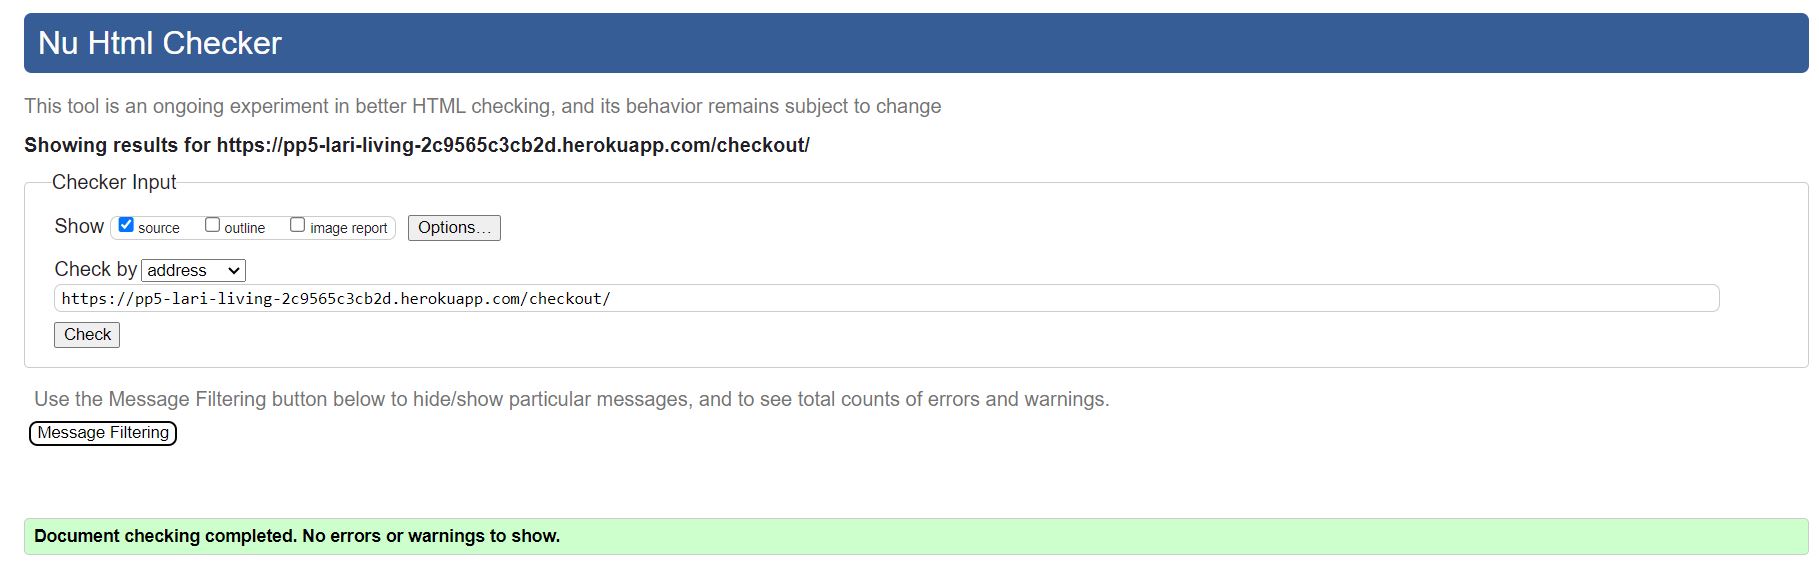 Nu Html Checker
This tool is an ongoing experiment in better HTML checking, and its behavior remains subject to change
Showing results for https://pp5-lari-living-2c9565c3cb2d.herokuapp.com/checkout/
Checker Input
Show source outline image report Options...
Check by address
https://pp5-lari-living-2c9565c3cb2d.herokuapp.com/checkout/
Check
Use the Message Filtering button below to hide/show particular messages, and to see total counts of errors and warnings.
Message Filtering
Document checking completed. No errors or warnings to show.